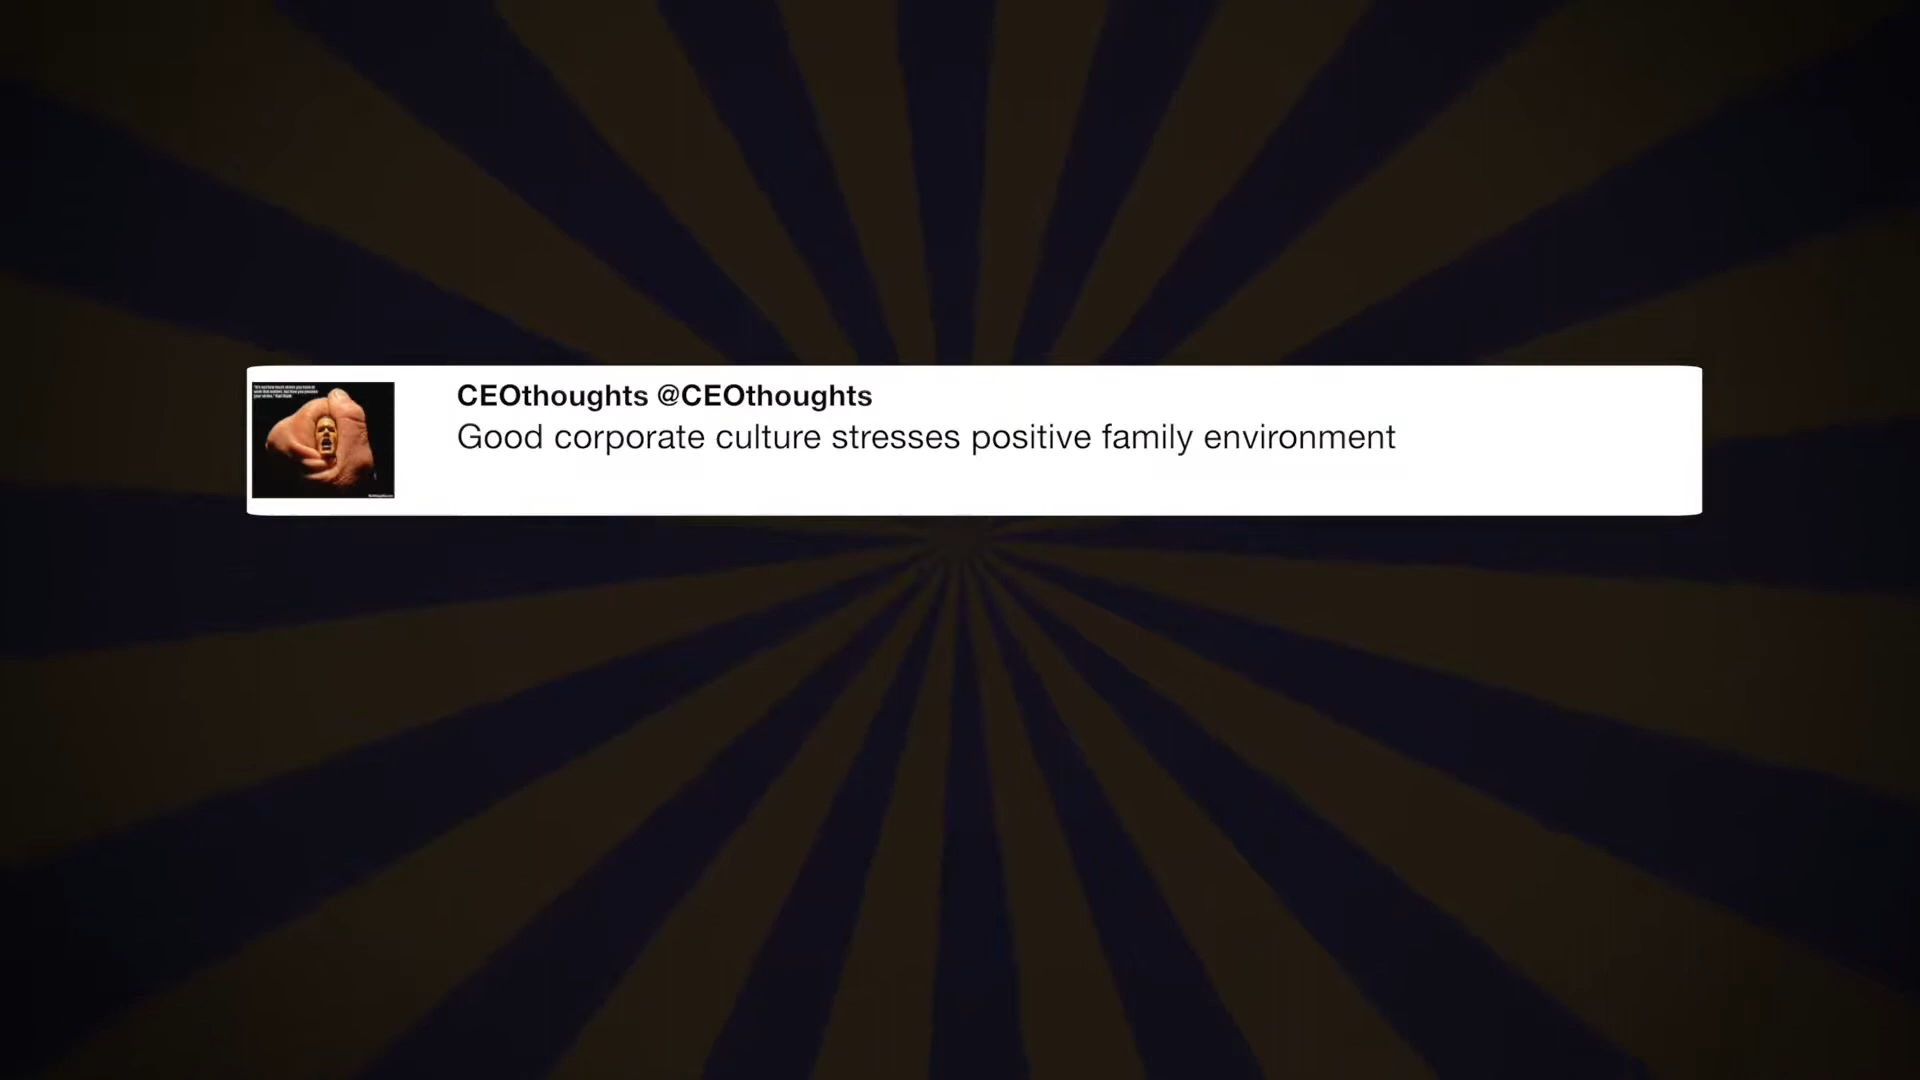 CEOthoughts @CEOthoughts
Good corporate culture stresses positive family environment